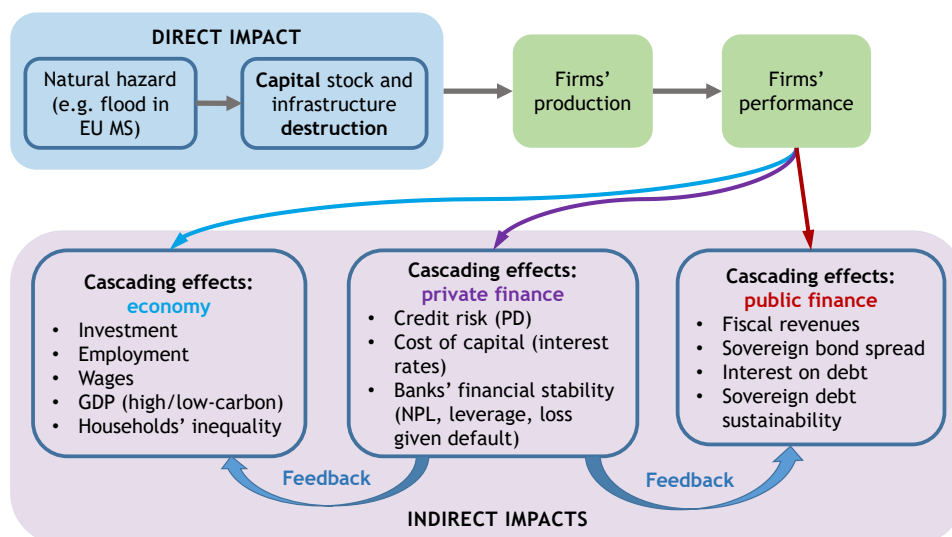 DIRECT IMPACT
Natural hazard
(e.g. flood in
EU MS)
Capital stock and
infrastructure
destruction
Firms’
production
Firms’
performance
Cascading effects:
economy
• Investment
• Employment
• Wages
• GDP (high/low-carbon)
• Households’ inequality
Cascading effects:
private finance
• Credit risk (PD)
• Cost of capital (interest
rates)
• Banks’ financial stability
(NPL, leverage, loss
given default)
Cascading effects:
public finance
• Fiscal revenues
• Sovereign bond spread
• Interest on debt
• Sovereign debt
sustainability
Feedback
Feedback
INDIRECT IMPACTS